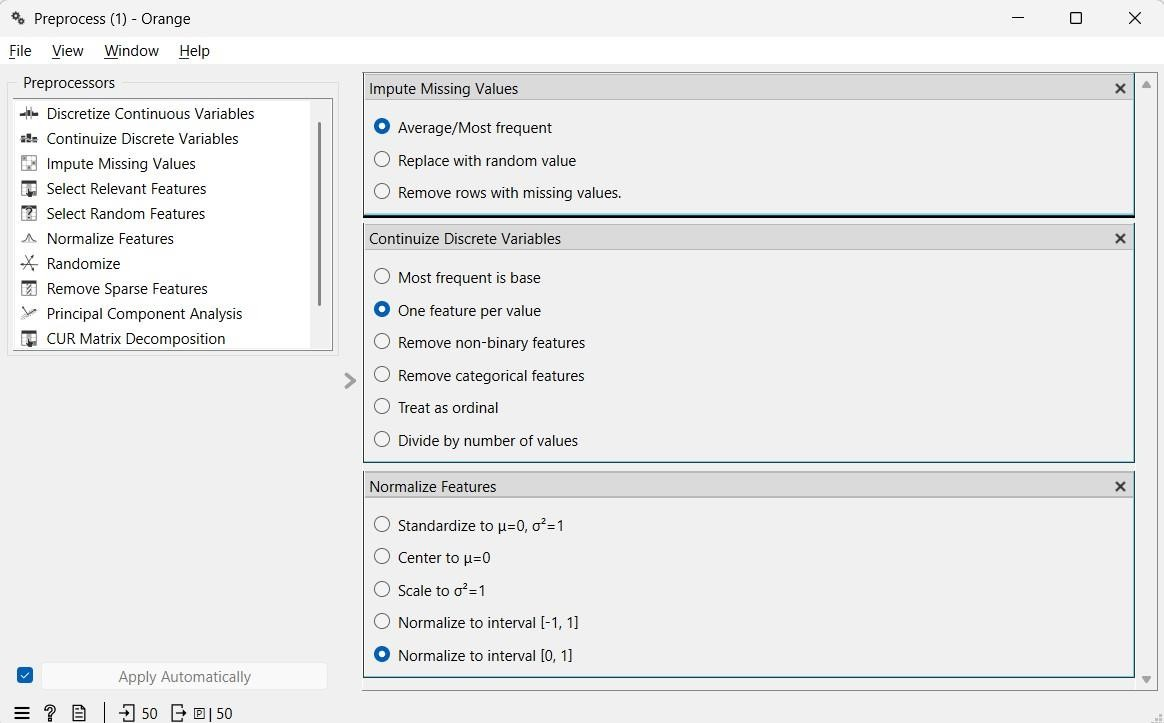 Preprocess (1) - Orange
File View Window Help
Preprocessors
Discretize Continuous Variables
Continuize Discrete Variables
Impute Missing Values
Select Relevant Features
Select Random Features
Normalize Features
Randomize
Remove Sparse Features
Principal Component Analysis
CUR Matrix Decomposition
Impute Missing Values
Average/Most frequent
Replace with random value
Remove rows with missing values.
Continuize Discrete Variables
Most frequent is base
One feature per value
Remove non-binary features
Remove categorical features
Treat as ordinal
Divide by number of values
Normalize Features
Standardize to μ=0, σ²=1
Center to μ=0
Scale to σ²=1
Normalize to interval [-1, 1]
Normalize to interval [0, 1]
Apply Automatically
50 P | 50